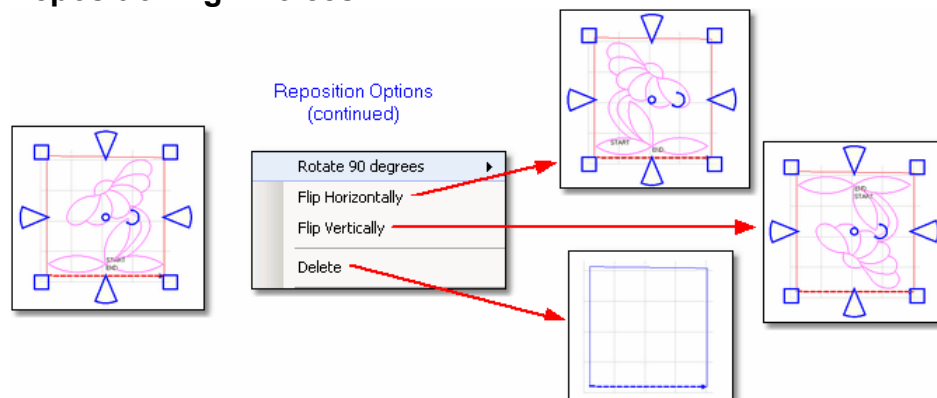 Reposition Options
(continued)
Rotate 90 degrees
Flip Horizontally
Flip Vertically
Delete
START
END
START
END
END
START